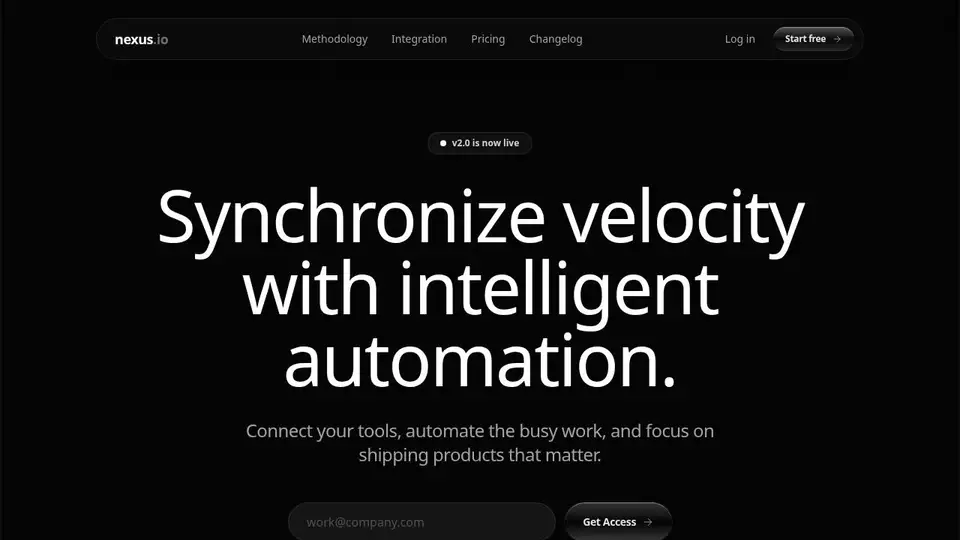 nexus.io
Methodology
Integration
Pricing
Changelog
Log in
Start free →
v2.0 is now live
Synchronize velocity
with intelligent
automation.
Connect your tools, automate the busy work, and focus on
shipping products that matter.
work@company.com
Get Access →